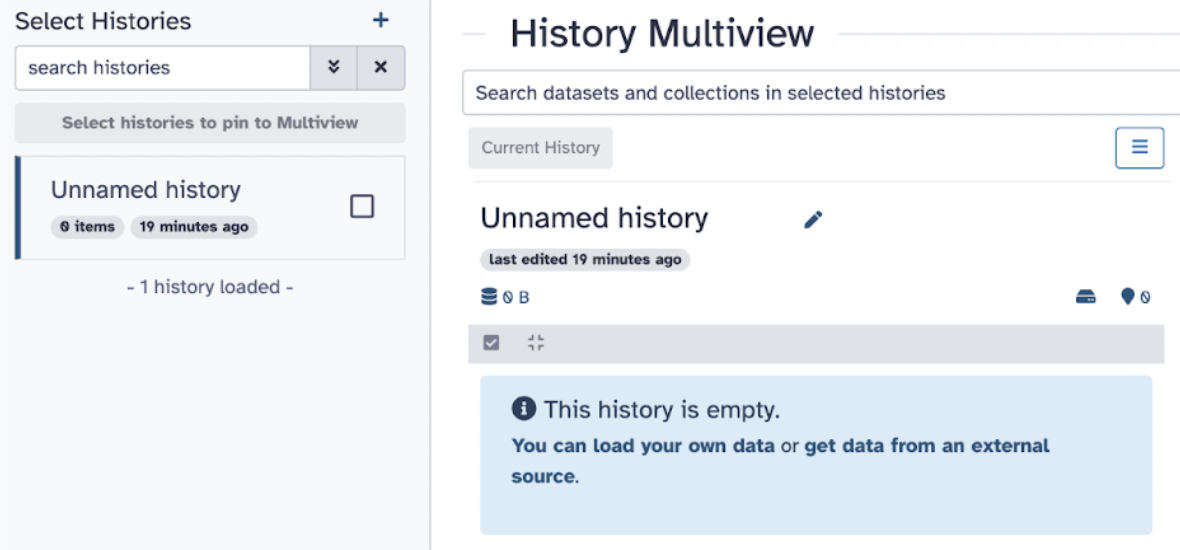 Select Histories
search histories
Select histories to pin to Multiview
Unnamed history
0 items 19 minutes ago
- 1 history loaded -
History Multiview
Search datasets and collections in selected histories
Current History
Unnamed history
last edited 19 minutes ago
0 B 0
This history is empty.
You can load your own data or get data from an external
source.